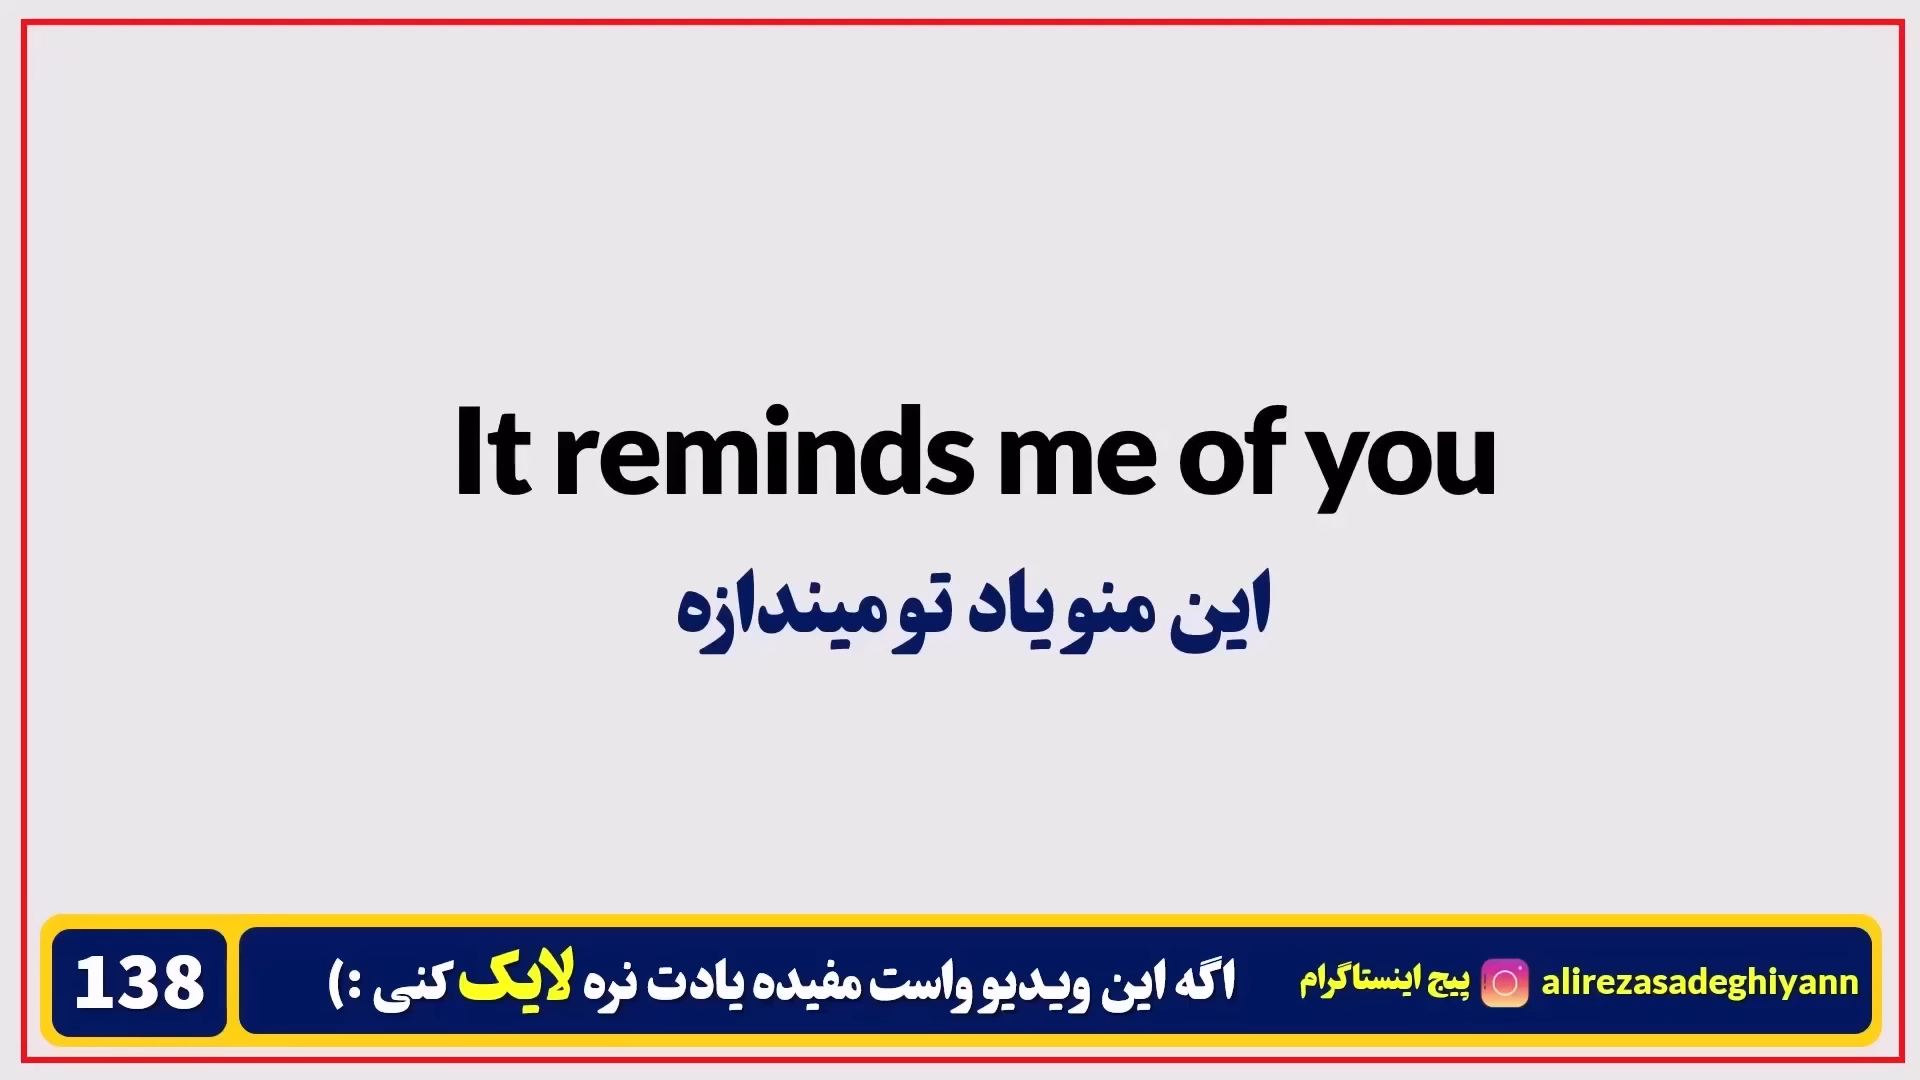 It reminds me of you
این منو یاد تو میندازه
138
اگه این ویدیو واست مفیده یادت نره لایک کنی :)
پیج اینستاگرام alirezasadeghiyann